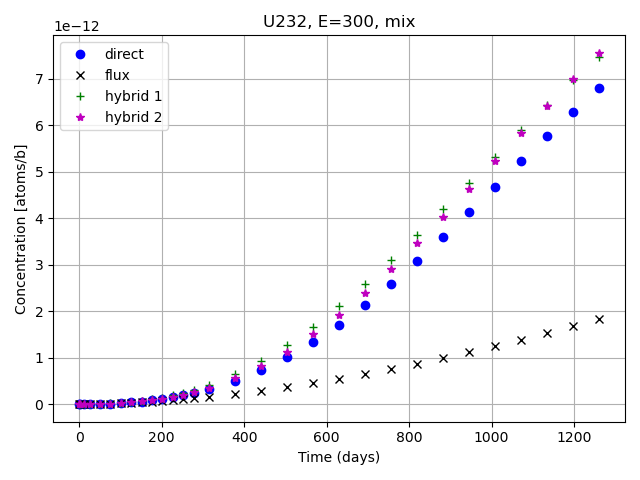 U232, E=300, mix
1e−12
direct
flux
hybrid 1
hybrid 2
7
6
5
4
3
2
1
0
Concentration [atoms/b]
0 200 400 600 800 1000 1200
Time (days)